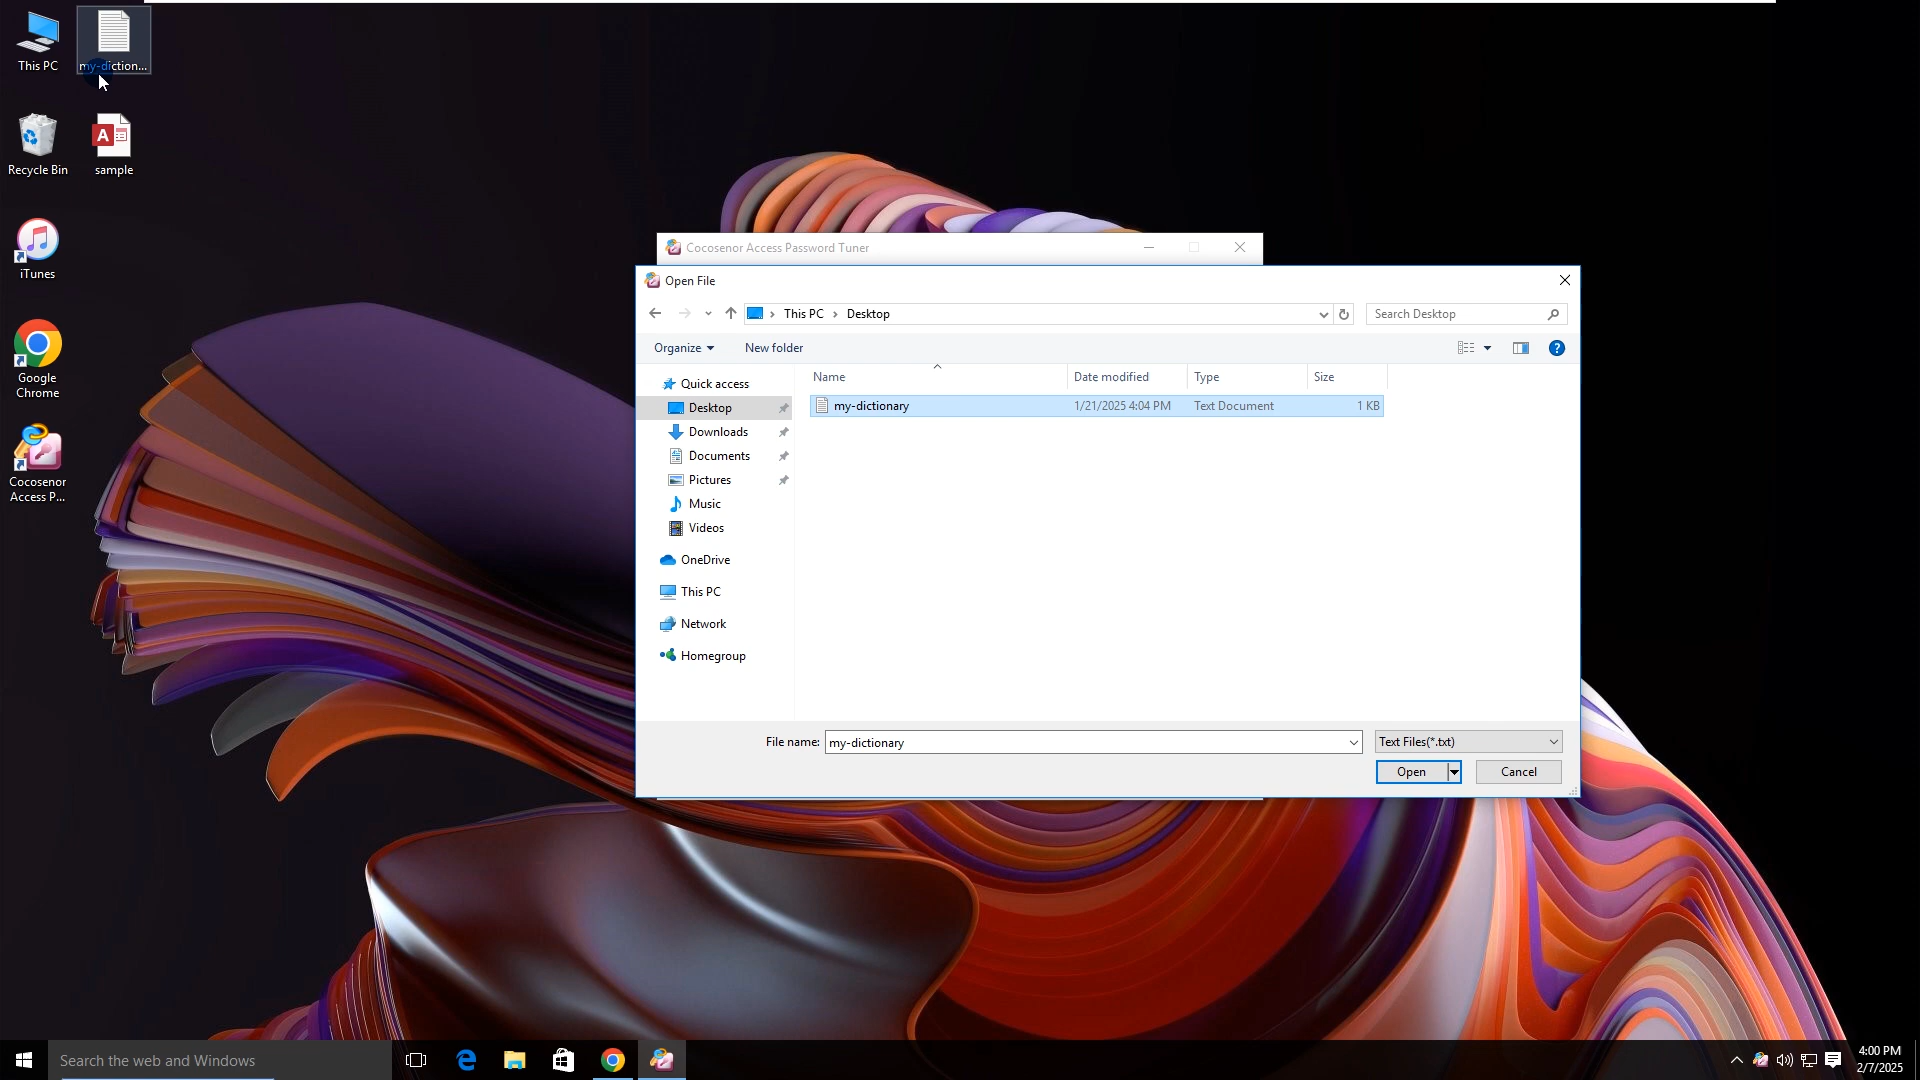 This PC
my-diction...
Recycle Bin
sample
iTunes
Google
Chrome
Cocosenor
Access P...
Cocosenor Access Password Tuner
Open File
This PC
Desktop
Search Desktop
Organize
New folder
Name
Date modified
Type
Size
Quick access
Desktop
Downloads
Documents
Pictures
Music
Videos
OneDrive
This PC
Network
Homegroup
my-dictionary
1/21/2025 4:04 PM
Text Document
1 KB
File name:
my-dictionary
Text Files(*.txt)
Open
Cancel
Search the web and Windows
4:00 PM
2/7/2025